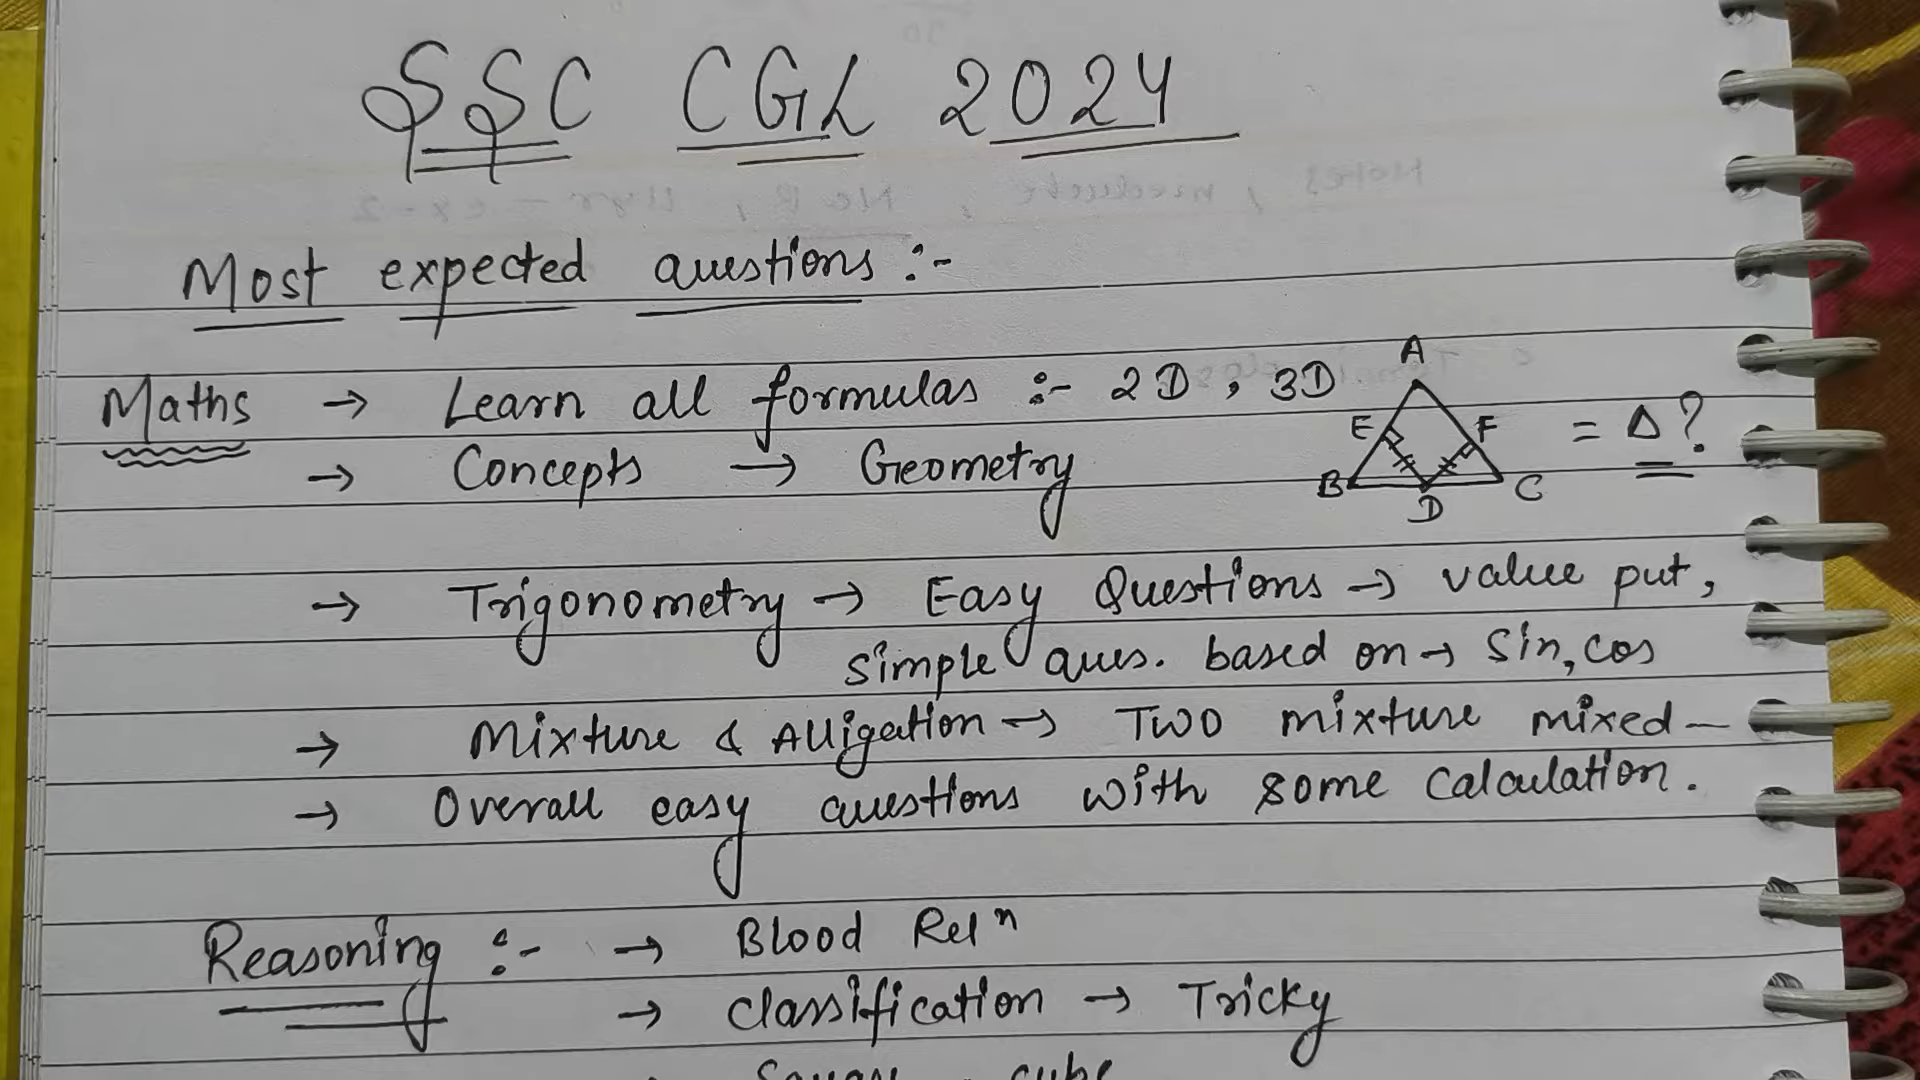 SSC CGL 2024
Most expected questions :-
Maths → Learn all formulas :- 2D, 3D
→ Concepts → Geometry
A
E F
B D C
= Δ?
→ Trigonometry → Easy Questions → value put,
simple ques. based on → Sin, cos
→ Mixture & Alligation → Two mixture mixed –
→ Overall easy questions with some calculation.
Reasoning :- → Blood Relⁿ
→ classification → Tricky
Square, cube